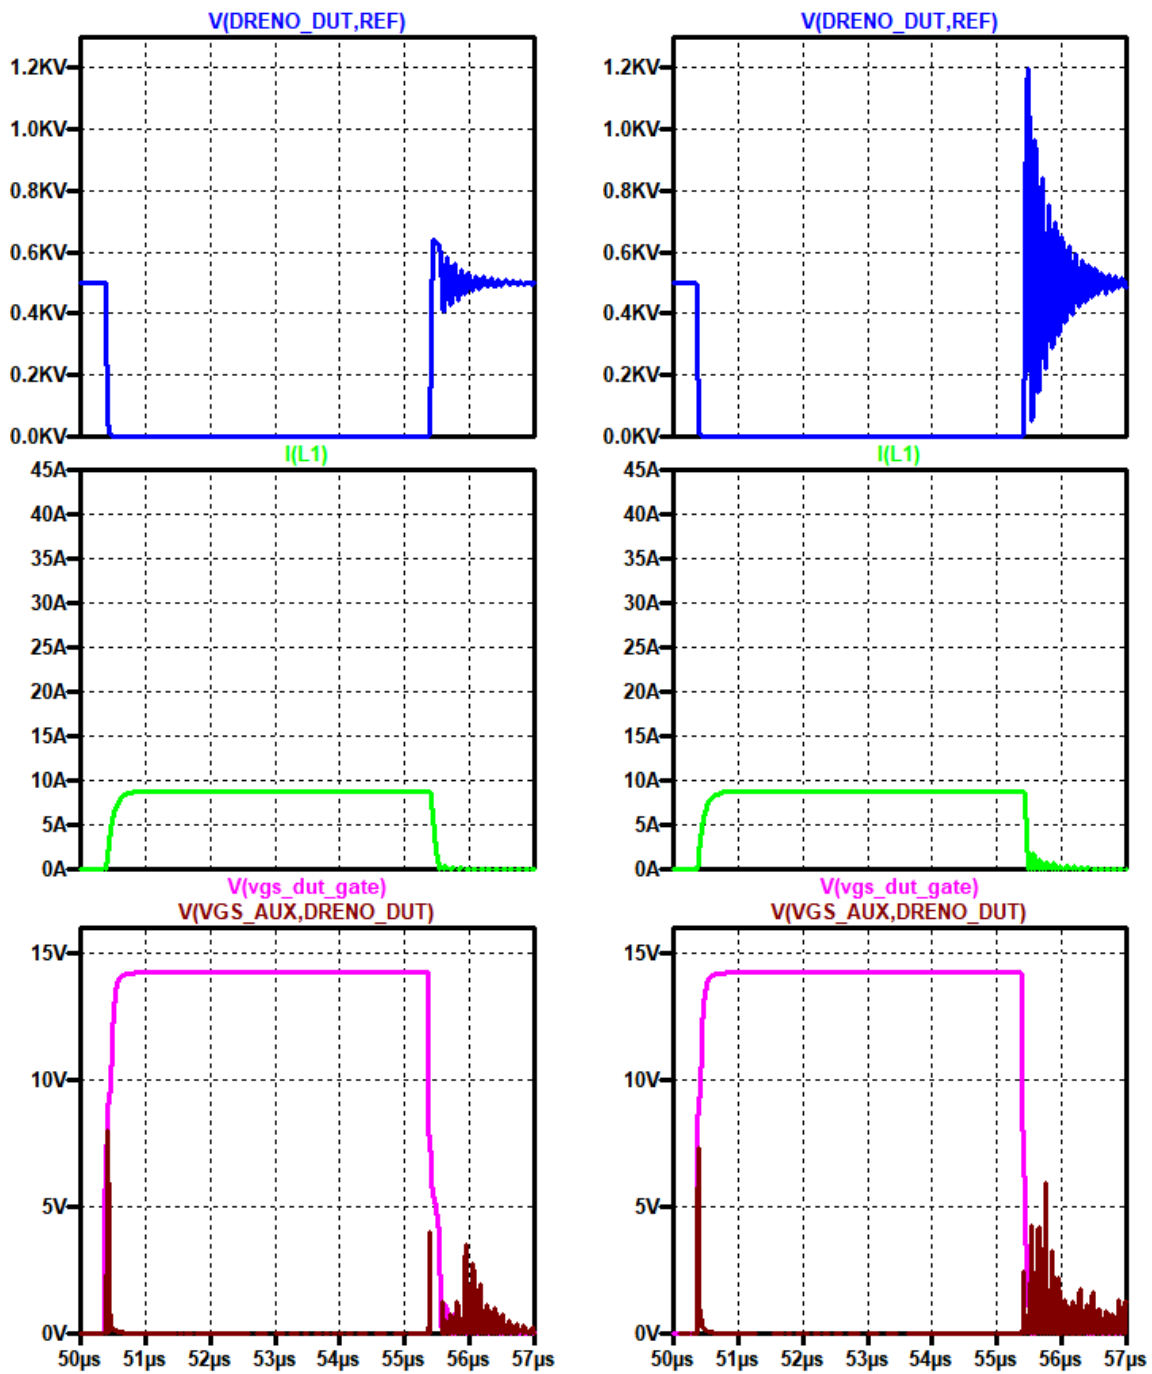 V(DRENO_DUT,REF)
1.2KV
1.0KV
0.8KV
0.6KV
0.4KV
0.2KV
0.0KV
I(L1)
45A
40A
35A
30A
25A
20A
15A
10A
5A
0A
V(vgs_dut_gate)
V(VGS_AUX,DRENO_DUT)
15V
10V
5V
0V
50µs 51µs 52µs 53µs 54µs 55µs 56µs 57µs
V(DRENO_DUT,REF)
1.2KV
1.0KV
0.8KV
0.6KV
0.4KV
0.2KV
0.0KV
I(L1)
45A
40A
35A
30A
25A
20A
15A
10A
5A
0A
V(vgs_dut_gate)
V(VGS_AUX,DRENO_DUT)
15V
10V
5V
0V
50µs 51µs 52µs 53µs 54µs 55µs 56µs 57µs